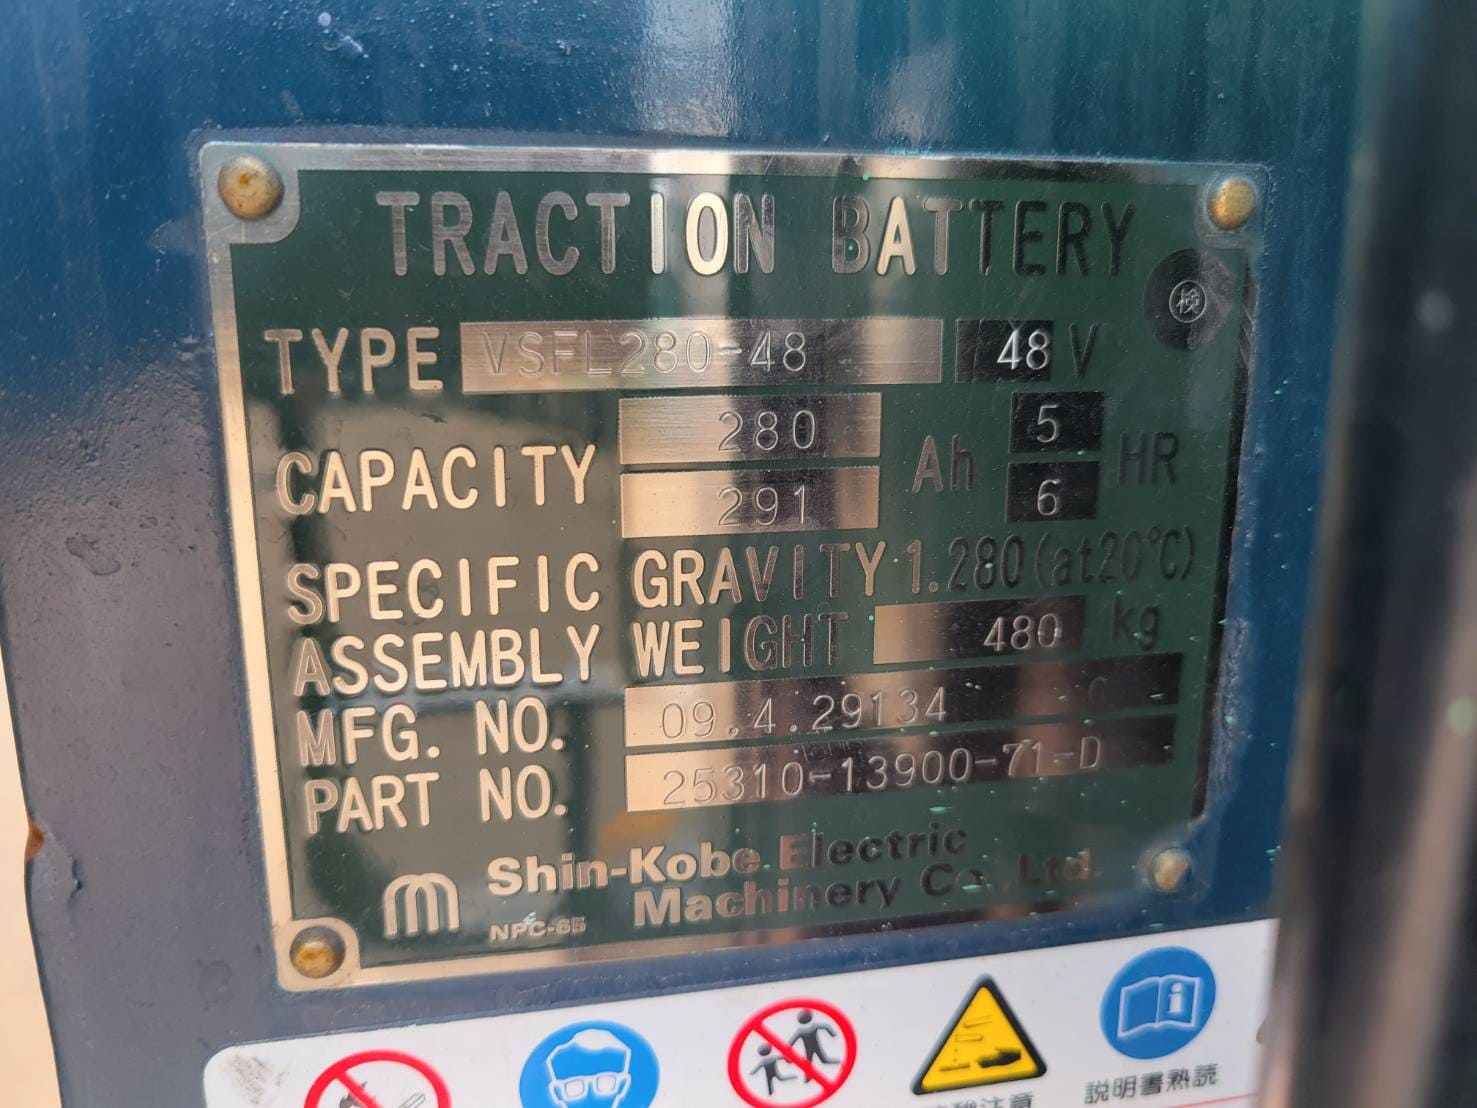 TRACTION BATTERY
検
TYPE VSFL280-48 48 V
CAPACITY 280 Ah 5 HR
291 6
SPECIFIC GRAVITY 1.280(at20°C)
ASSEMBLY WEIGHT 480 kg
MFG. NO. 09.4.29134 C
PART NO. 25310-13900-71-D
Shin-Kobe Electric
Machinery Co.,Ltd.
NPC-65
説明書熟読